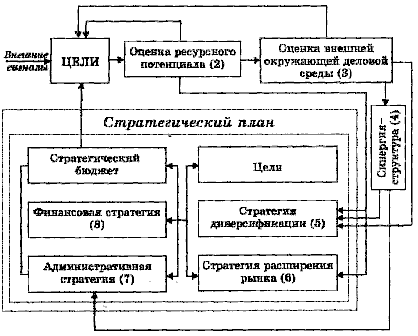 Внешние
сигналы
ЦЕЛИ
Оценка ресурсного
потенциала (2)
Оценка внешней
окружающей деловой
среды (3)
Синергия-
структура (4)
Стратегический план
Стратегический
бюджет
Цели
Финансовая стратегия
(8)
Стратегия
диверсификации (5)
Административная
стратегия (7)
Стратегия расширения
рынка (6)